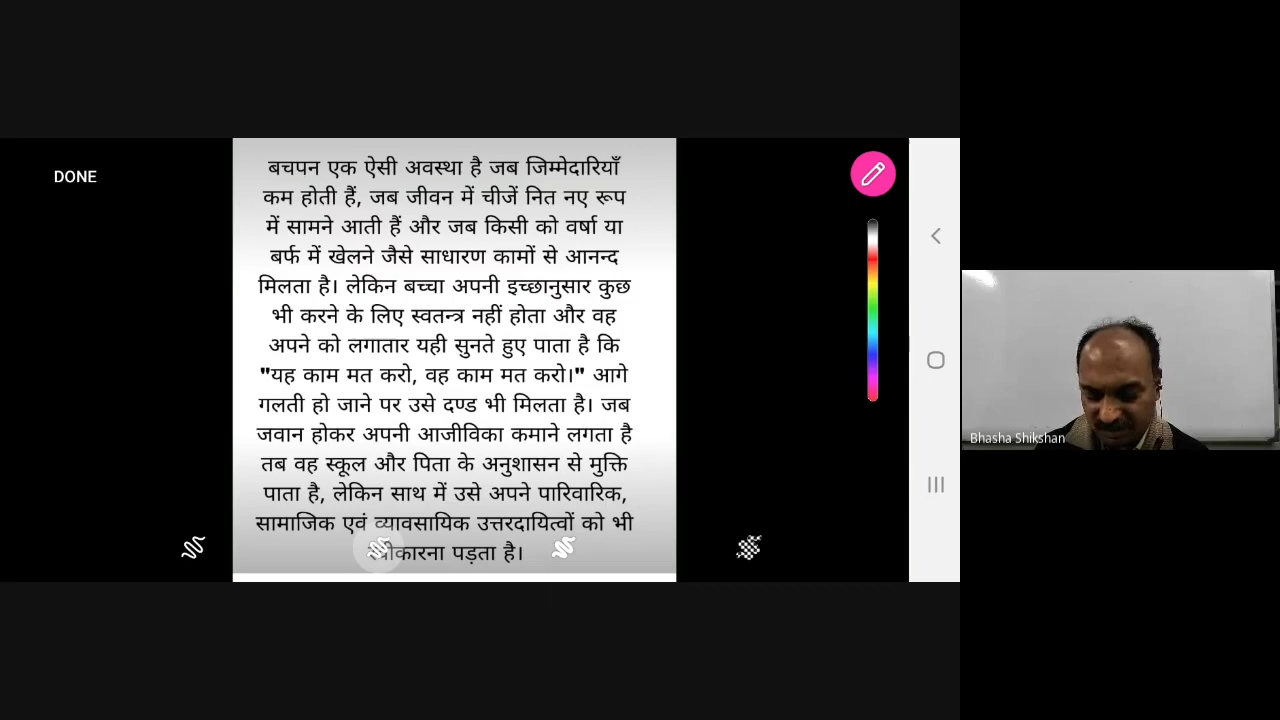 DONE
बचपन एक ऐसी अवस्था है जब जिम्मेदारियाँ
कम होती हैं, जब जीवन में चीजें नित नए रूप
में सामने आती हैं और जब किसी को वर्षा या
बर्फ में खेलने जैसे साधारण कामों से आनन्द
मिलता है। लेकिन बच्चा अपनी इच्छानुसार कुछ
भी करने के लिए स्वतन्त्र नहीं होता और वह
अपने को लगातार यही सुनते हुए पाता है कि
"यह काम मत करो, वह काम मत करो।" आगे
गलती हो जाने पर उसे दण्ड भी मिलता है। जब
जवान होकर अपनी आजीविका कमाने लगता है
तब वह स्कूल और पिता के अनुशासन से मुक्ति
पाता है, लेकिन साथ में उसे अपने पारिवारिक,
सामाजिक एवं व्यावसायिक उत्तरदायित्वों को भी
स्वीकारना पड़ता है।
Bhasha Shikshan